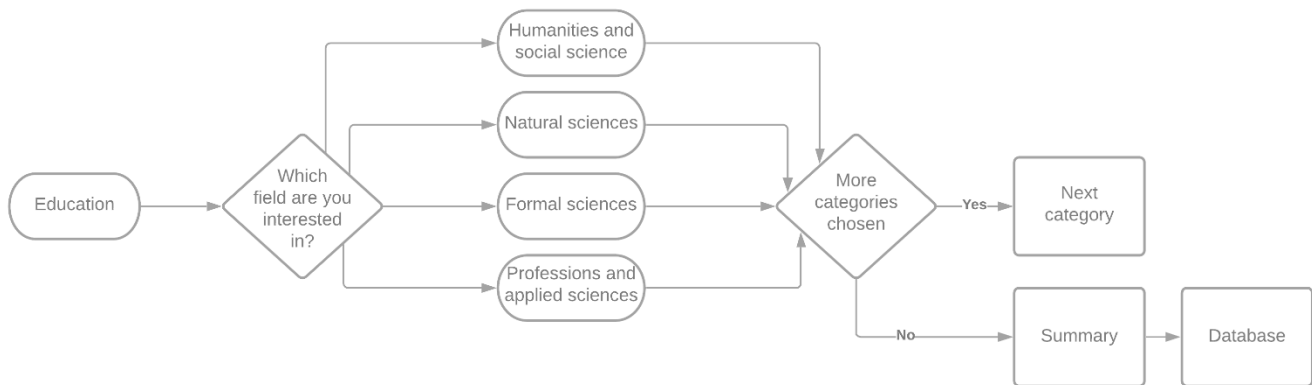 Education
Which
field are you
interested
in?
Humanities and
social science
Natural sciences
Formal sciences
Professions and
applied sciences
More
categories
chosen
Yes
Next
category
No
Summary
Database